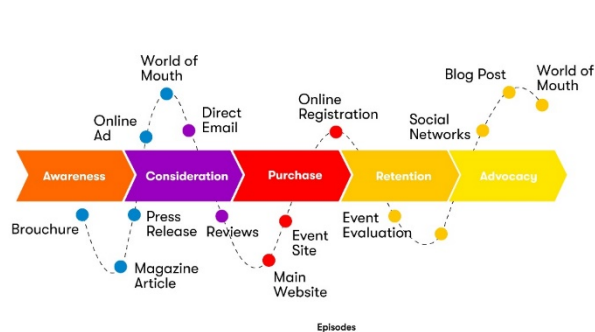 World of
Mouth
Online
Ad
Direct
Email
Online
Registration
Social
Networks
Blog Post
World of
Mouth
Awareness
Consideration
Purchase
Retention
Advocacy
Brouchure
Press
Release
Magazine
Article
Reviews
Event
Site
Main
Website
Event
Evaluation
Episodes